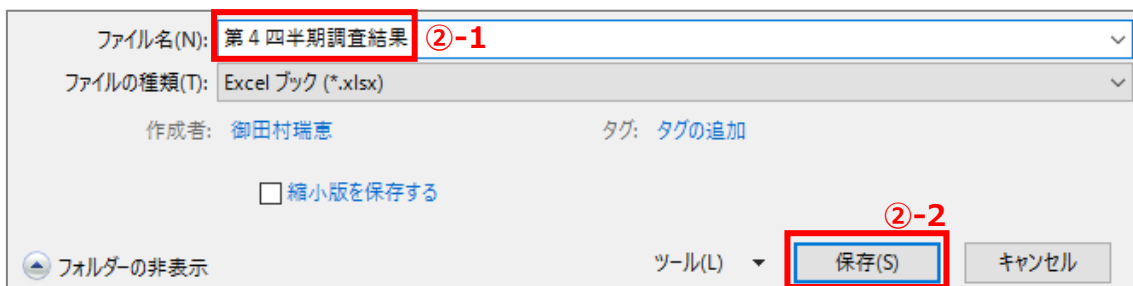 ファイル名(N): 第4四半期調査結果 ②-1
ファイルの種類(T): Excel ブック (*.xlsx)
作成者: 御田村瑞恵 タグ: タグの追加
縮小版を保存する
②-2
フォルダーの非表示 ツール(L) 保存(S) キャンセル